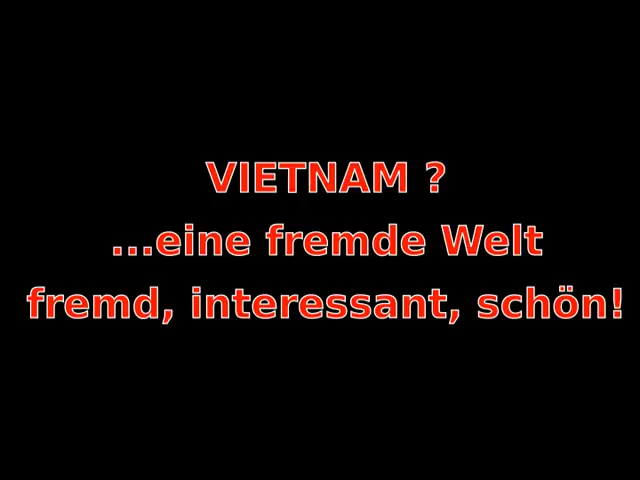 VIETNAM ?
...eine fremde Welt
fremd, interessant, schön!